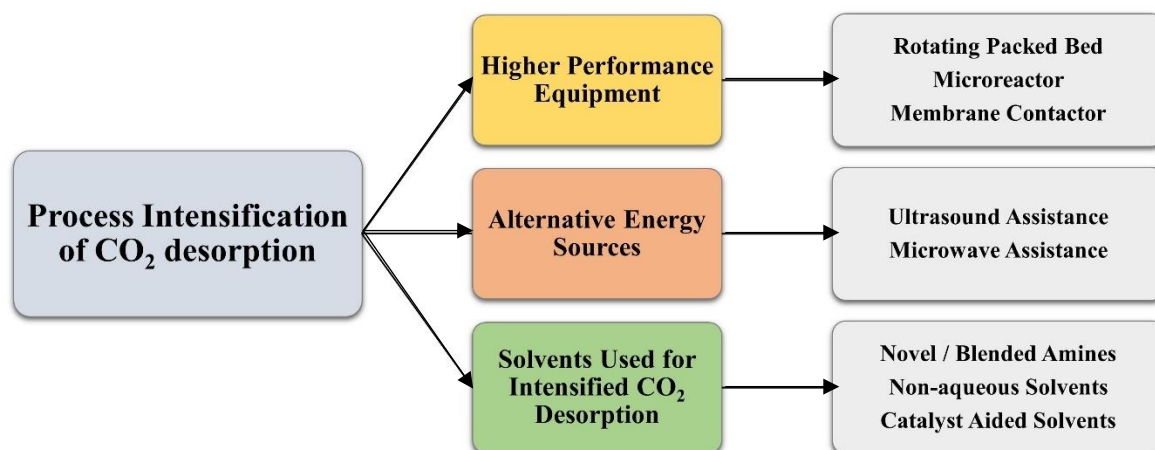 Process Intensification
of CO₂ desorption
Higher Performance
Equipment
Rotating Packed Bed
Microreactor
Membrane Contactor
Alternative Energy
Sources
Ultrasound Assistance
Microwave Assistance
Solvents Used for
Intensified CO₂
Desorption
Novel / Blended Amines
Non-aqueous Solvents
Catalyst Aided Solvents